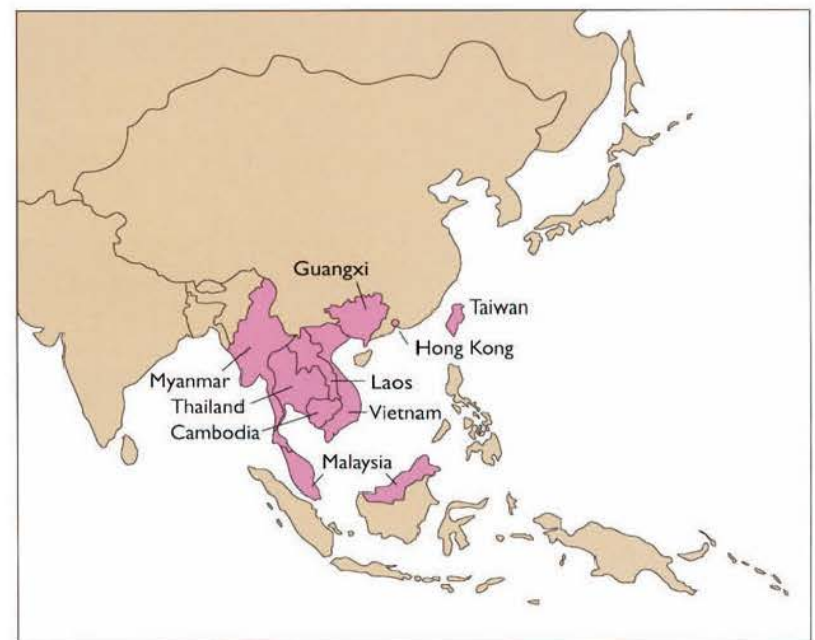 Guangxi
Taiwan
Hong Kong
Myanmar
Laos
Thailand
Vietnam
Cambodia
Malaysia